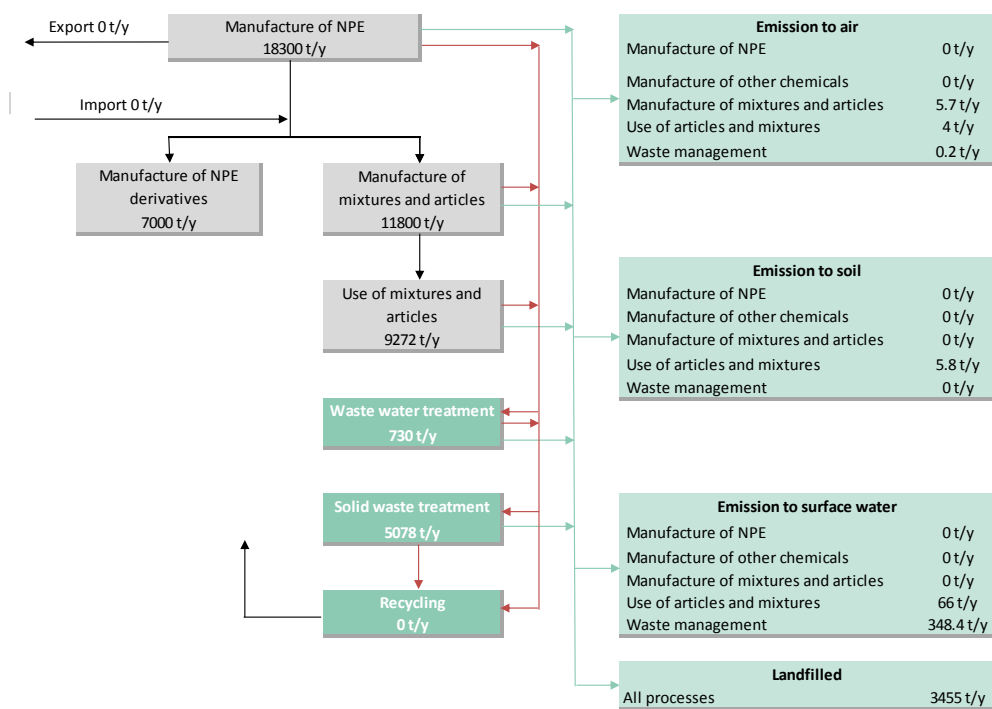 Export 0 t/y
Manufacture of NPE
18300 t/y
Import 0 t/y
Manufacture of NPE
derivatives
7000 t/y
Manufacture of
mixtures and articles
11800 t/y
Use of mixtures and
articles
9272 t/y
Waste water treatment
730 t/y
Solid waste treatment
5078 t/y
Recycling
0 t/y
Emission to air
Manufacture of NPE 0 t/y
Manufacture of other chemicals 0 t/y
Manufacture of mixtures and articles 5.7 t/y
Use of articles and mixtures 4 t/y
Waste management 0.2 t/y
Emission to soil
Manufacture of NPE 0 t/y
Manufacture of other chemicals 0 t/y
Manufacture of mixtures and articles 0 t/y
Use of articles and mixtures 5.8 t/y
Waste management 0 t/y
Emission to surface water
Manufacture of NPE 0 t/y
Manufacture of other chemicals 0 t/y
Manufacture of mixtures and articles 0 t/y
Use of articles and mixtures 66 t/y
Waste management 348.4 t/y
Landfilled
All processes 3455 t/y